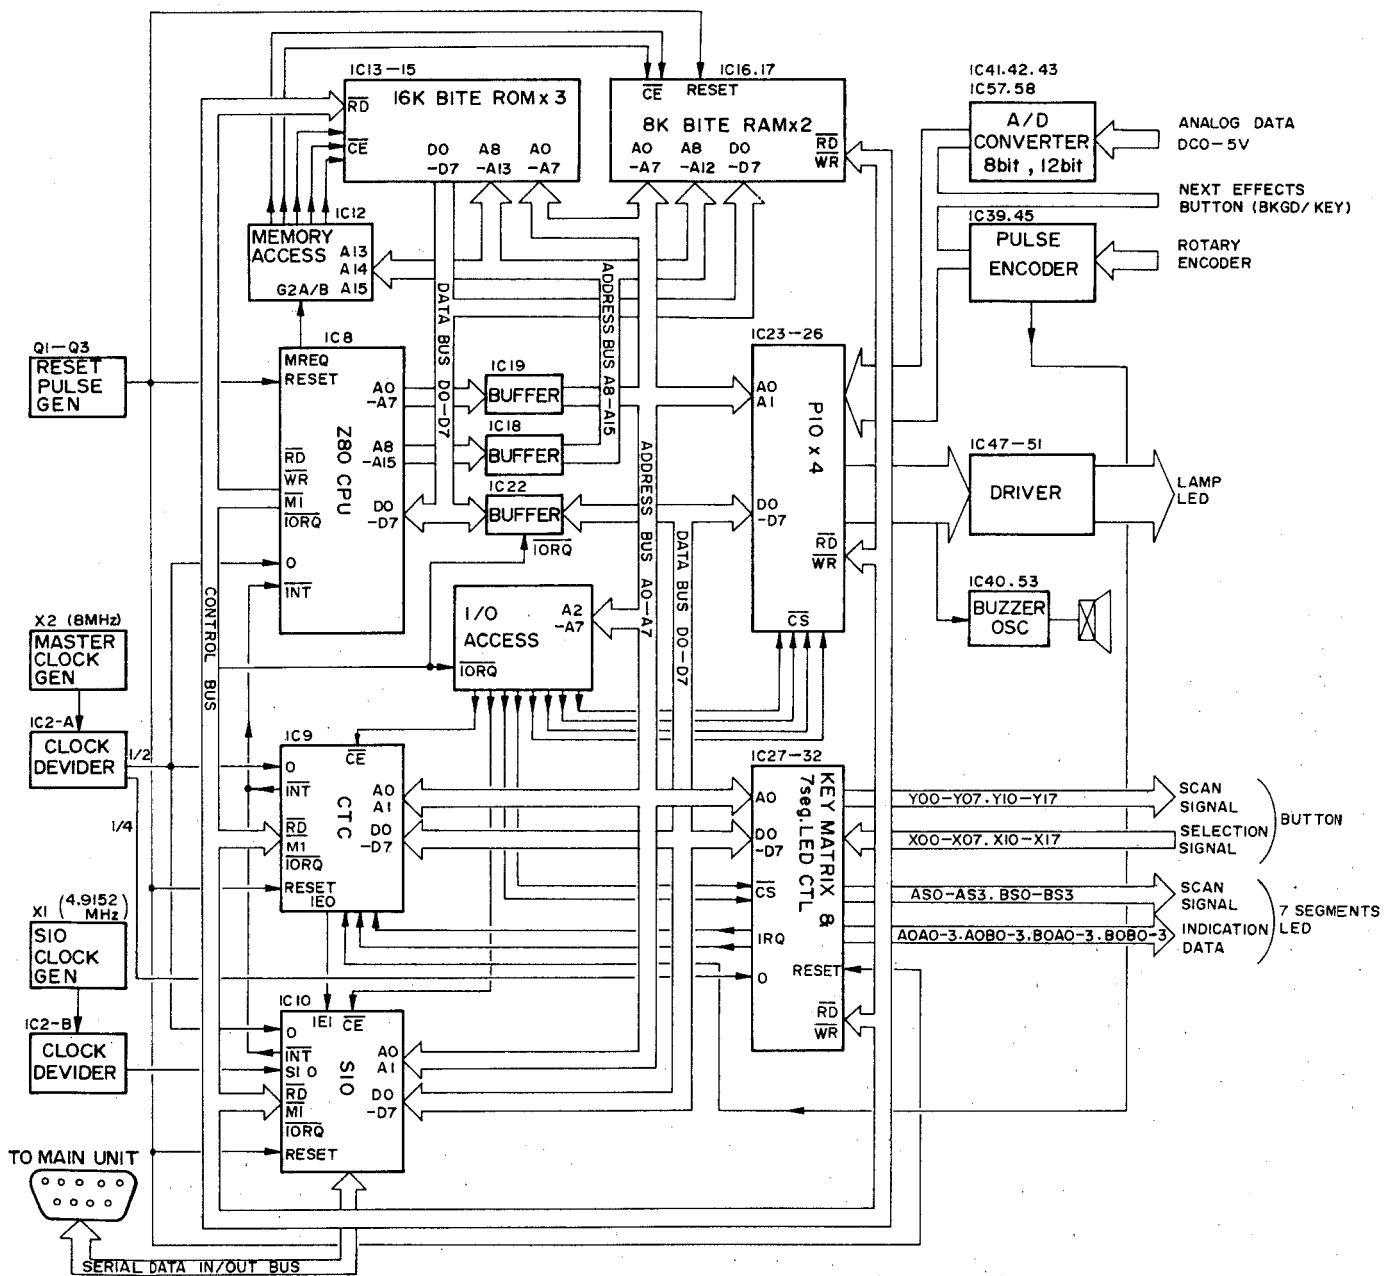 IC13-15
16K BITE ROMx3
RD
CE
D0
-D7
A8
-A13
A0
-A7
IC16.17
CE
RESET
8K BITE RAMx2
A0
-A7
A8
-A12
D0
-D7
RD
WR
IC41.42.43
IC57.58
A/D
CONVERTER
8bit , 12bit
ANALOG DATA
DC0-5V
NEXT EFFECTS
BUTTON (BKGD/KEY)
IC39.45
PULSE
ENCODER
ROTARY
ENCODER
IC12
MEMORY
ACCESS
A13
A14
A15
G2A/B
DATA BUS D0-D7
ADDRESS BUS A8-A15
Q1-Q3
RESET
PULSE
GEN
IC8
MREQ
RESET
Z80 CPU
A0
-A7
A8
-A15
D0
-D7
RD
WR
M1
IORQ
0
INT
IC19
BUFFER
IC18
BUFFER
IC22
BUFFER
IORQ
ADDRESS BUS A0-A7
DATA BUS D0-D7
IC23-26
A0
A1
PIO x 4
D0
-D7
RD
WR
CS
IC47-51
DRIVER
LAMP
LED
IC40.53
BUZZER
OSC
I/O
ACCESS
A2
-A7
IORQ
CONTROL BUS
X2 (8MHz)
MASTER
CLOCK
GEN
IC2-A
CLOCK
DEVIDER
1/2
1/4
IC9
CE
0
INT
CTC
A0
A1
D0
-D7
RD
M1
IORQ
RESET
IEO
IC27-32
KEY MATRIX &
7seg.LED CTL
A0
D0
-D7
CS
IRQ
0
RESET
RD
WR
Y00-Y07.Y10-Y17
SCAN
SIGNAL
X00-X07.X10-X17
SELECTION
SIGNAL
BUTTON
AS0-AS3.BS0-BS3
SCAN
SIGNAL
A0A0-3.A0B0-3.B0A0-3.B0B0-3
INDICATION
DATA
7 SEGMENTS
LED
X1 (4.9152
MHz)
SIO
CLOCK
GEN
IC2-B
CLOCK
DEVIDER
IC10
IEI
CE
0
INT
SIO
SIO
A0
A1
D0
-D7
RD
M1
IORQ
RESET
TO MAIN UNIT
SERIAL DATA IN/OUT BUS